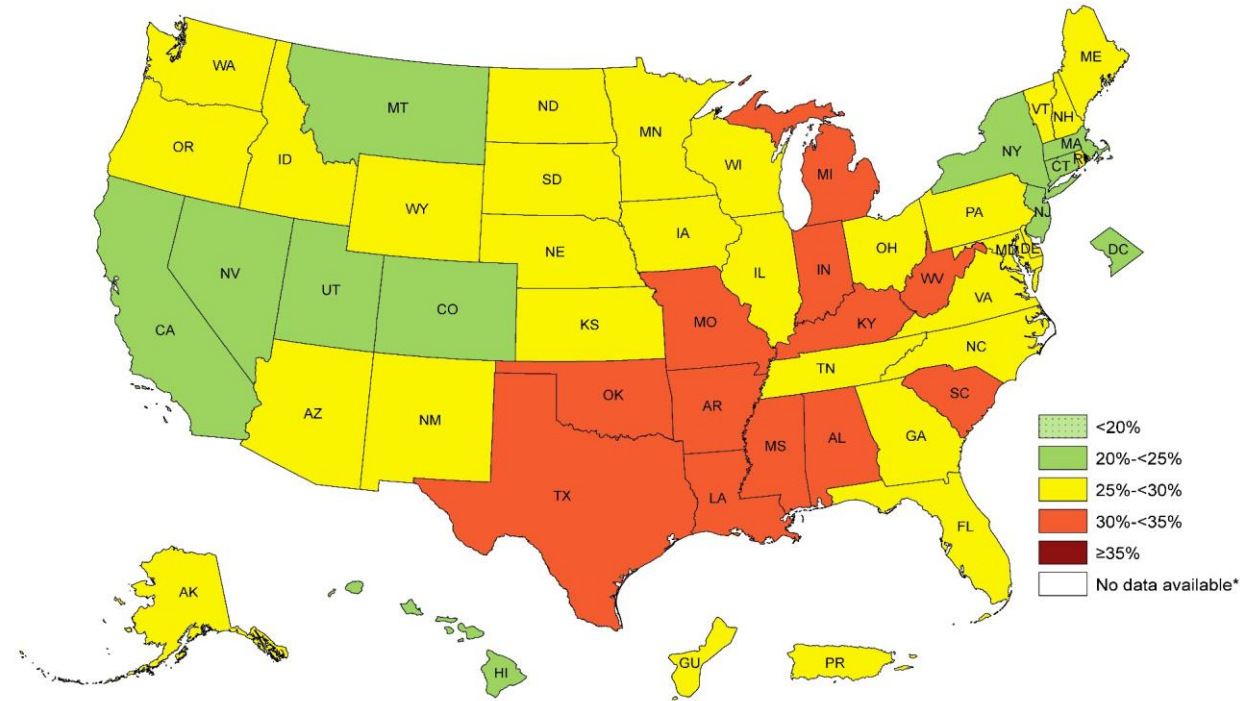 WA
MT
ND
MN
ME
VT
NH
OR
ID
WY
SD
WI
MI
NY
MA
CT
RI
NE
IA
PA
NJ
NV
UT
CO
KS
IL
IN
OH
MD
DE
DC
WV
VA
CA
MO
KY
NC
TN
AZ
NM
OK
AR
SC
MS
AL
GA
TX
LA
FL
AK
HI
GU
PR
<20%
20%-<25%
25%-<30%
30%-<35%
≥35%
No data available*